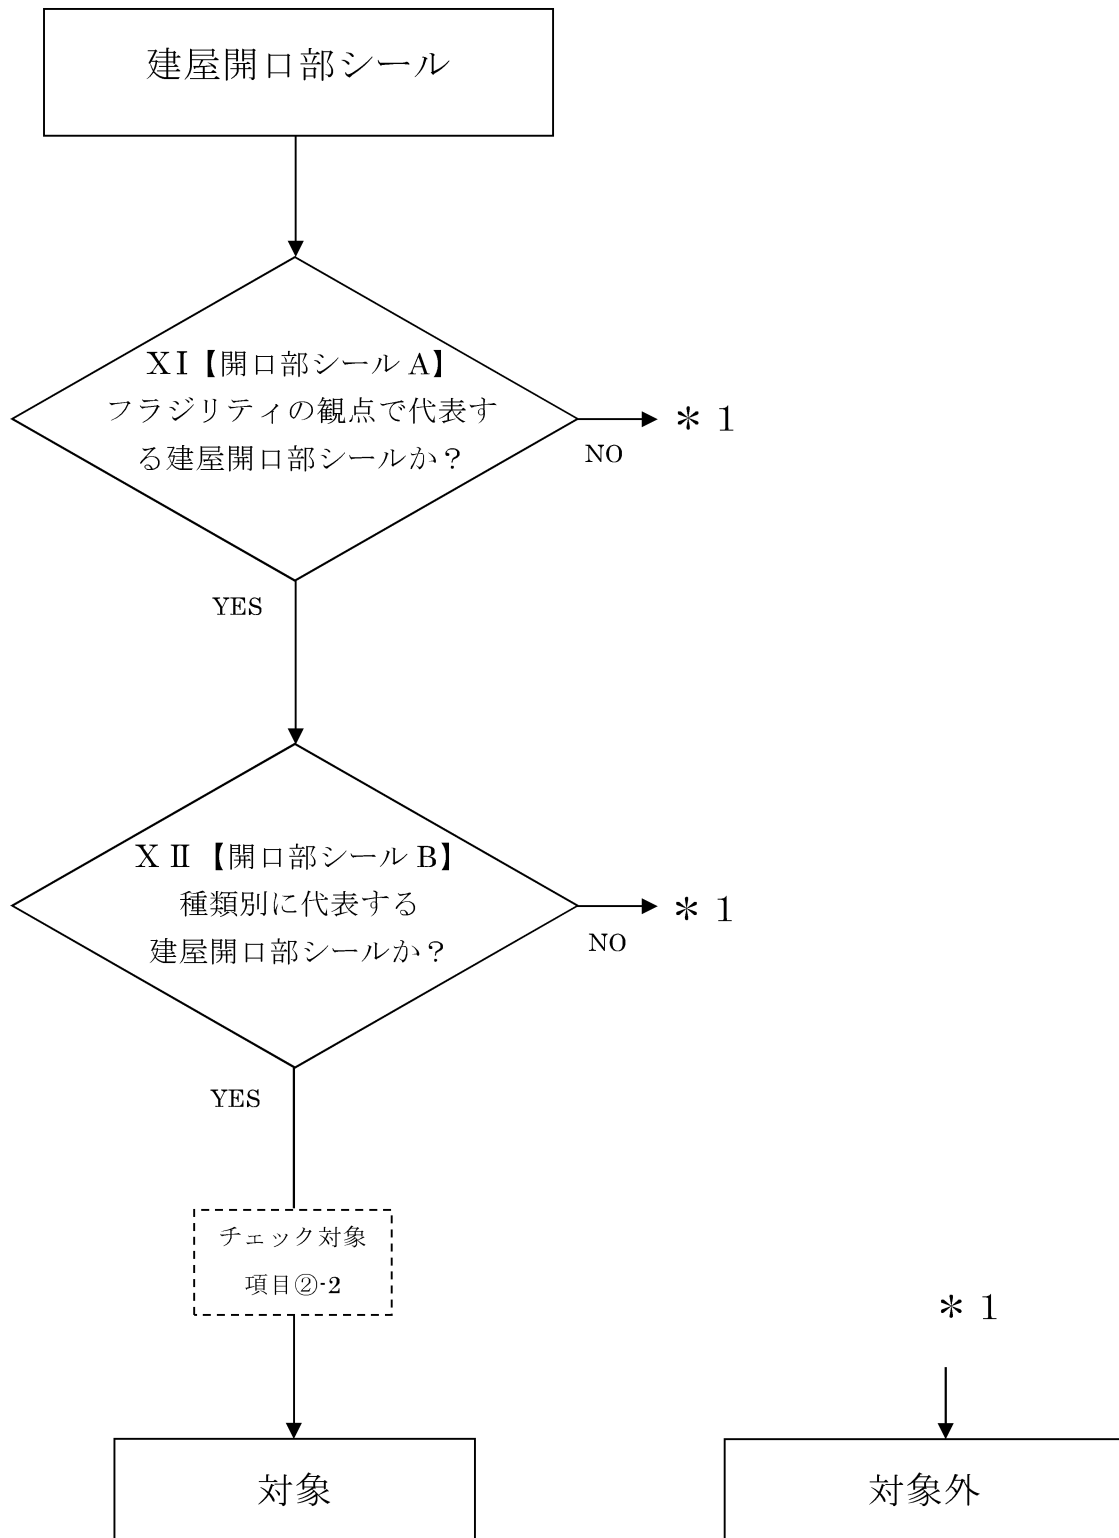 建屋開口部シール
ⅩⅠ【開口部シール A】
フラジリティの観点で代表す
る建屋開口部シールか？
＊ 1
NO
YES
Ⅹ Ⅱ 【開口部シール B】
種類別に代表する
建屋開口部シールか？
＊ 1
NO
YES
チェック対象
項目②-2
＊ 1
対象
対象外